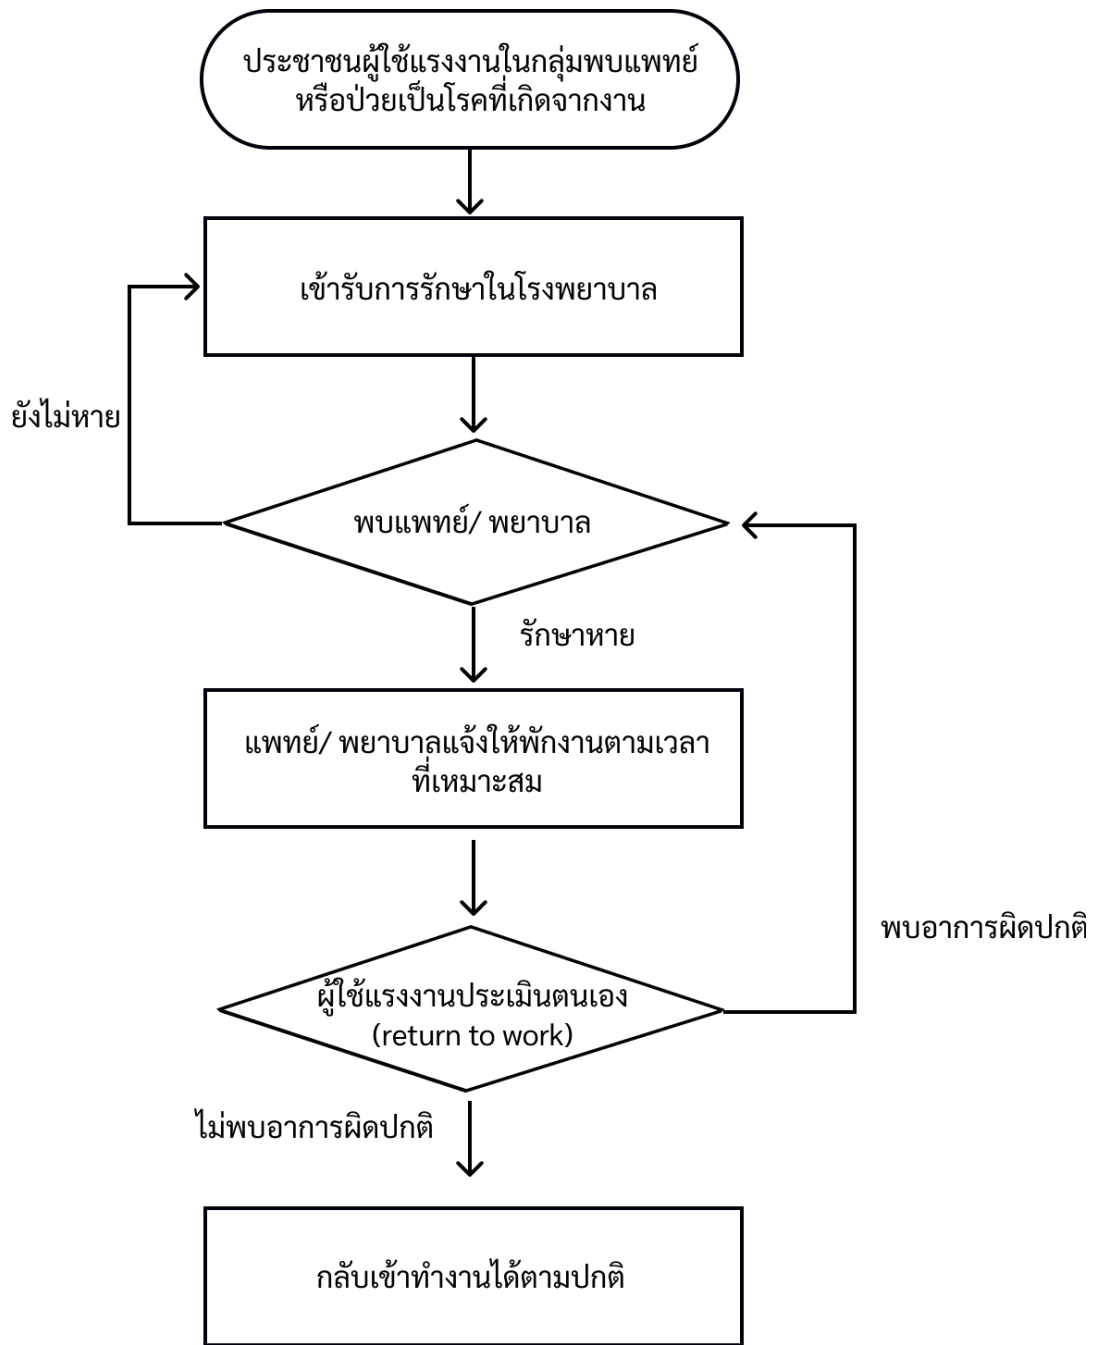 ประชาชนผู้ใช้แรงงานในกลุ่มพบแพทย์
หรือป่วยเป็นโรคที่เกิดจากงาน
เข้ารับการรักษาในโรงพยาบาล
ยังไม่หาย
พบแพทย์/ พยาบาล
รักษาหาย
แพทย์/ พยาบาลแจ้งให้พักงานตามเวลา
ที่เหมาะสม
พบอาการผิดปกติ
ผู้ใช้แรงงานประเมินตนเอง
(return to work)
ไม่พบอาการผิดปกติ
กลับเข้าทำงานได้ตามปกติ